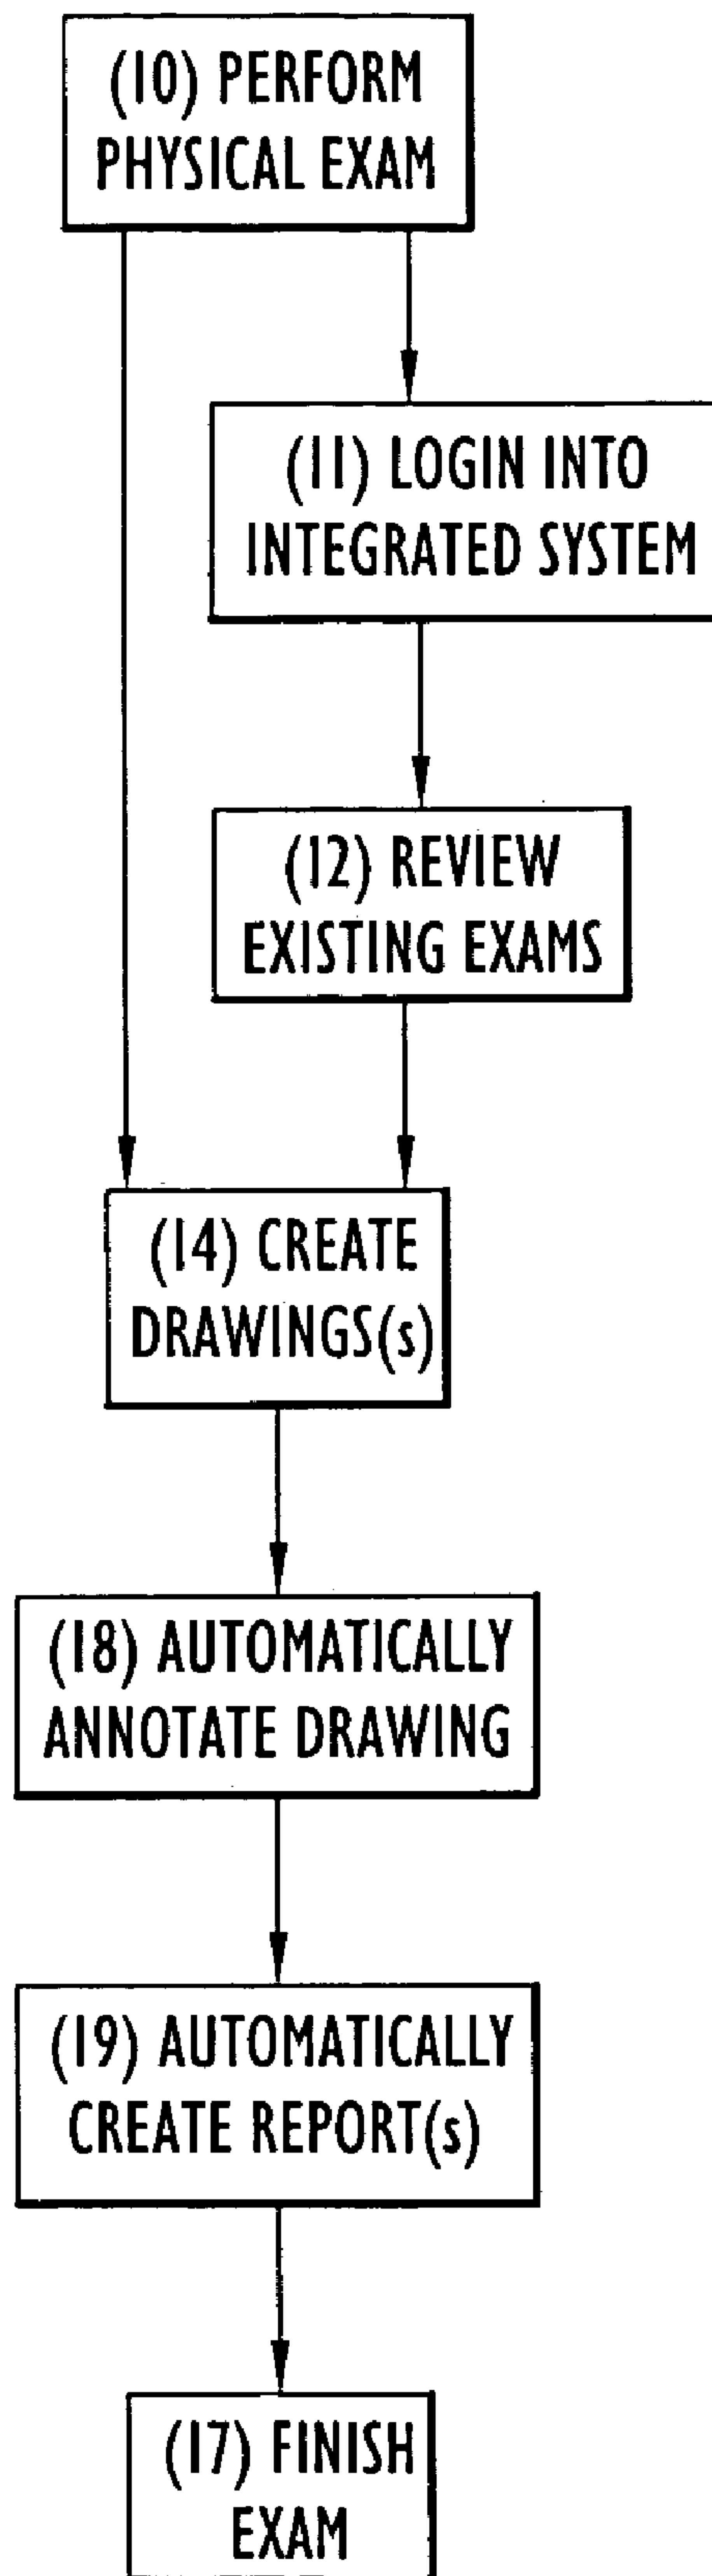 (10) PERFORM
PHYSICAL EXAM
(11) LOGIN INTO
INTEGRATED SYSTEM
(12) REVIEW
EXISTING EXAMS
(14) CREATE
DRAWINGS(s)
(18) AUTOMATICALLY
ANNOTATE DRAWING
(19) AUTOMATICALLY
CREATE REPORT(s)
(17) FINISH
EXAM